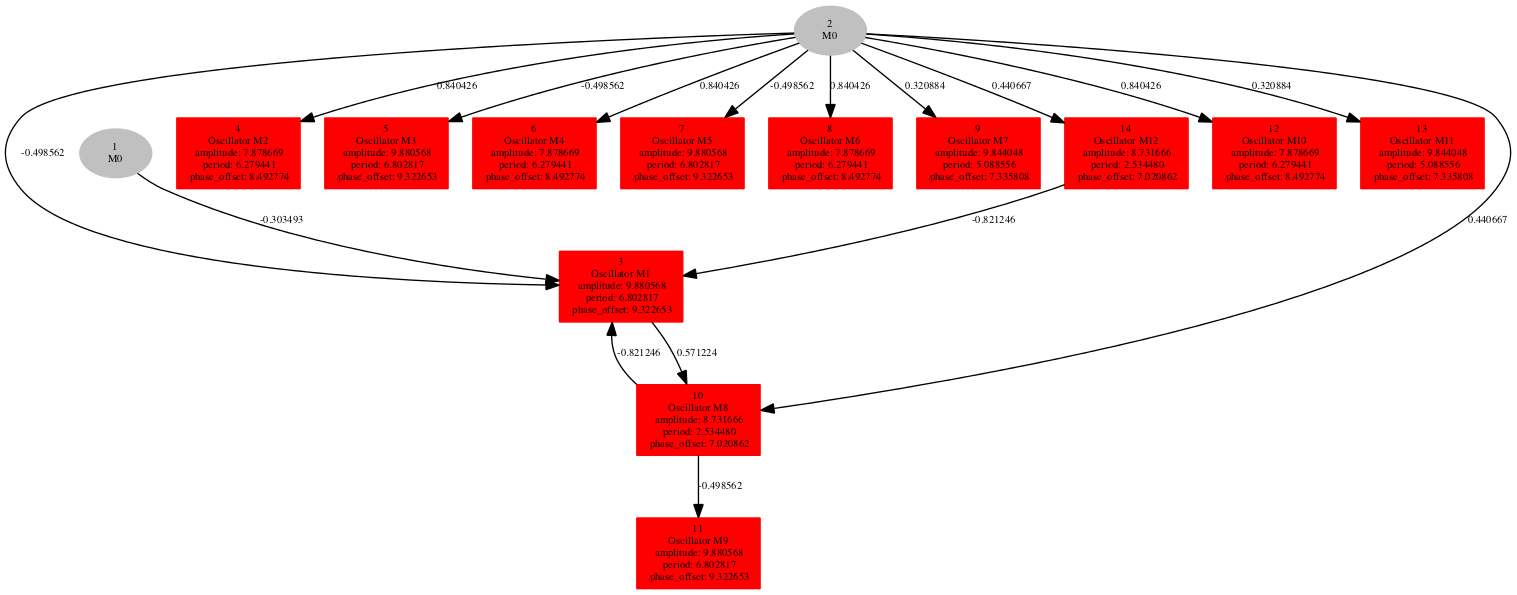 2
M0
0.840426
-0.498562
0.840426
-0.498562
0.840426
0.320884
0.440667
0.840426
0.320884
4
Oscillator M2
amplitude: 7.878669
period: 6.279441
phase_offset: 8.492774
5
Oscillator M3
amplitude: 9.880568
period: 6.802817
phase_offset: 9.322653
6
Oscillator M4
amplitude: 7.878669
period: 6.279441
phase_offset: 8.492774
7
Oscillator M5
amplitude: 9.880568
period: 6.802817
phase_offset: 9.322653
8
Oscillator M6
amplitude: 7.878669
period: 6.279441
phase_offset: 8.492774
9
Oscillator M7
amplitude: 9.844048
period: 5.088556
phase_offset: 7.335808
14
Oscillator M12
amplitude: 8.731666
period: 2.534480
phase_offset: 7.020862
12
Oscillator M10
amplitude: 7.878669
period: 6.279441
phase_offset: 8.492774
13
Oscillator M11
amplitude: 9.844048
period: 5.088556
phase_offset: 7.335808
-0.498562
1
M0
-0.303493
-0.821246
0.440667
3
Oscillator M1
amplitude: 9.880568
period: 6.802817
phase_offset: 9.322653
-0.821246
0.571224
10
Oscillator M8
amplitude: 8.731666
period: 2.534480
phase_offset: 7.020862
-0.498562
11
Oscillator M9
amplitude: 9.880568
period: 6.802817
phase_offset: 9.322653